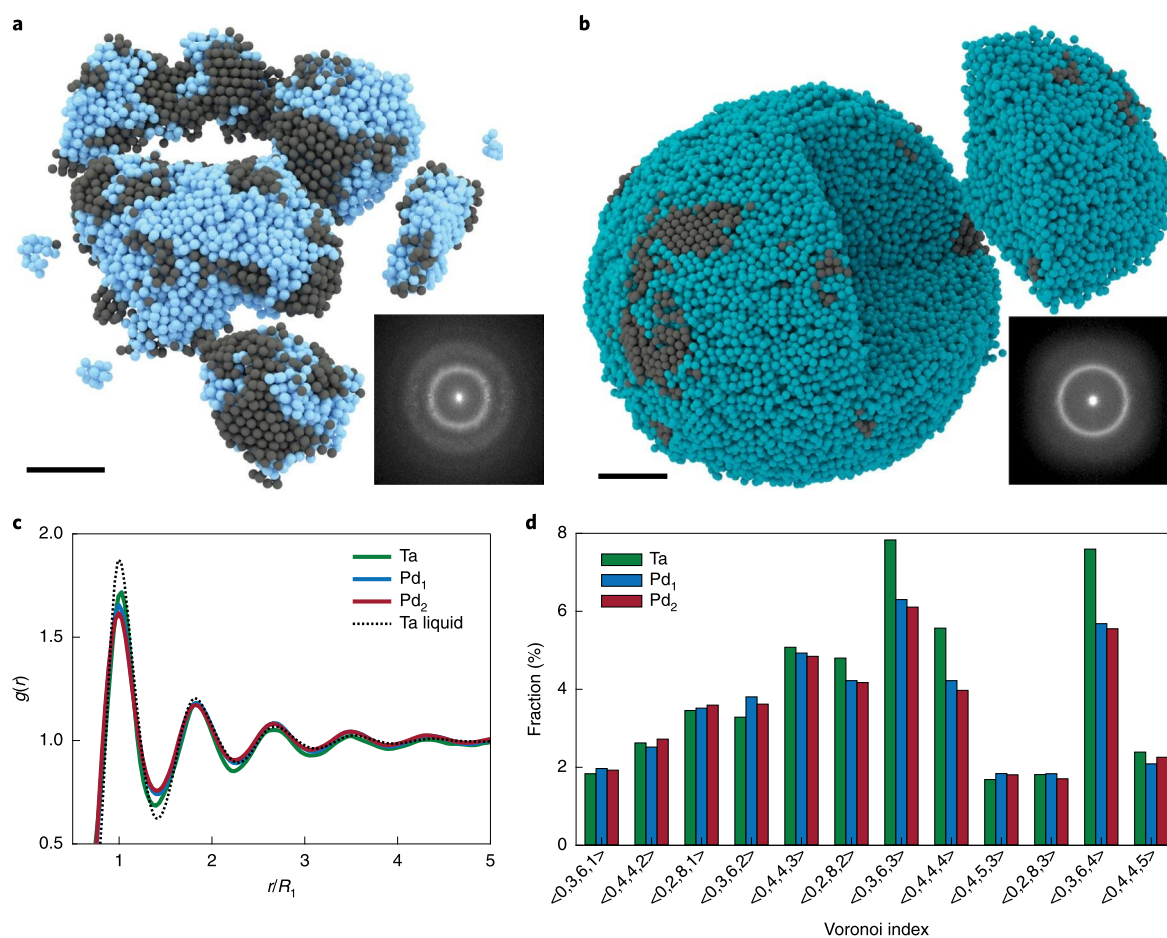 a
b
c
2.0
1.5
1.0
0.5
g(r)
1
2
3
4
5
r/R1
Ta
Pd1
Pd2
Ta liquid
d
8
6
4
2
0
Fraction (%)
Ta
Pd1
Pd2
<0,3,6,1>
<0,4,4,2>
<0,2,8,1>
<0,3,6,2>
<0,4,4,3>
<0,2,8,2>
<0,3,6,3>
<0,4,4,4>
<0,4,5,3>
<0,2,8,3>
<0,3,6,4>
<0,4,4,5>
Voronoi index